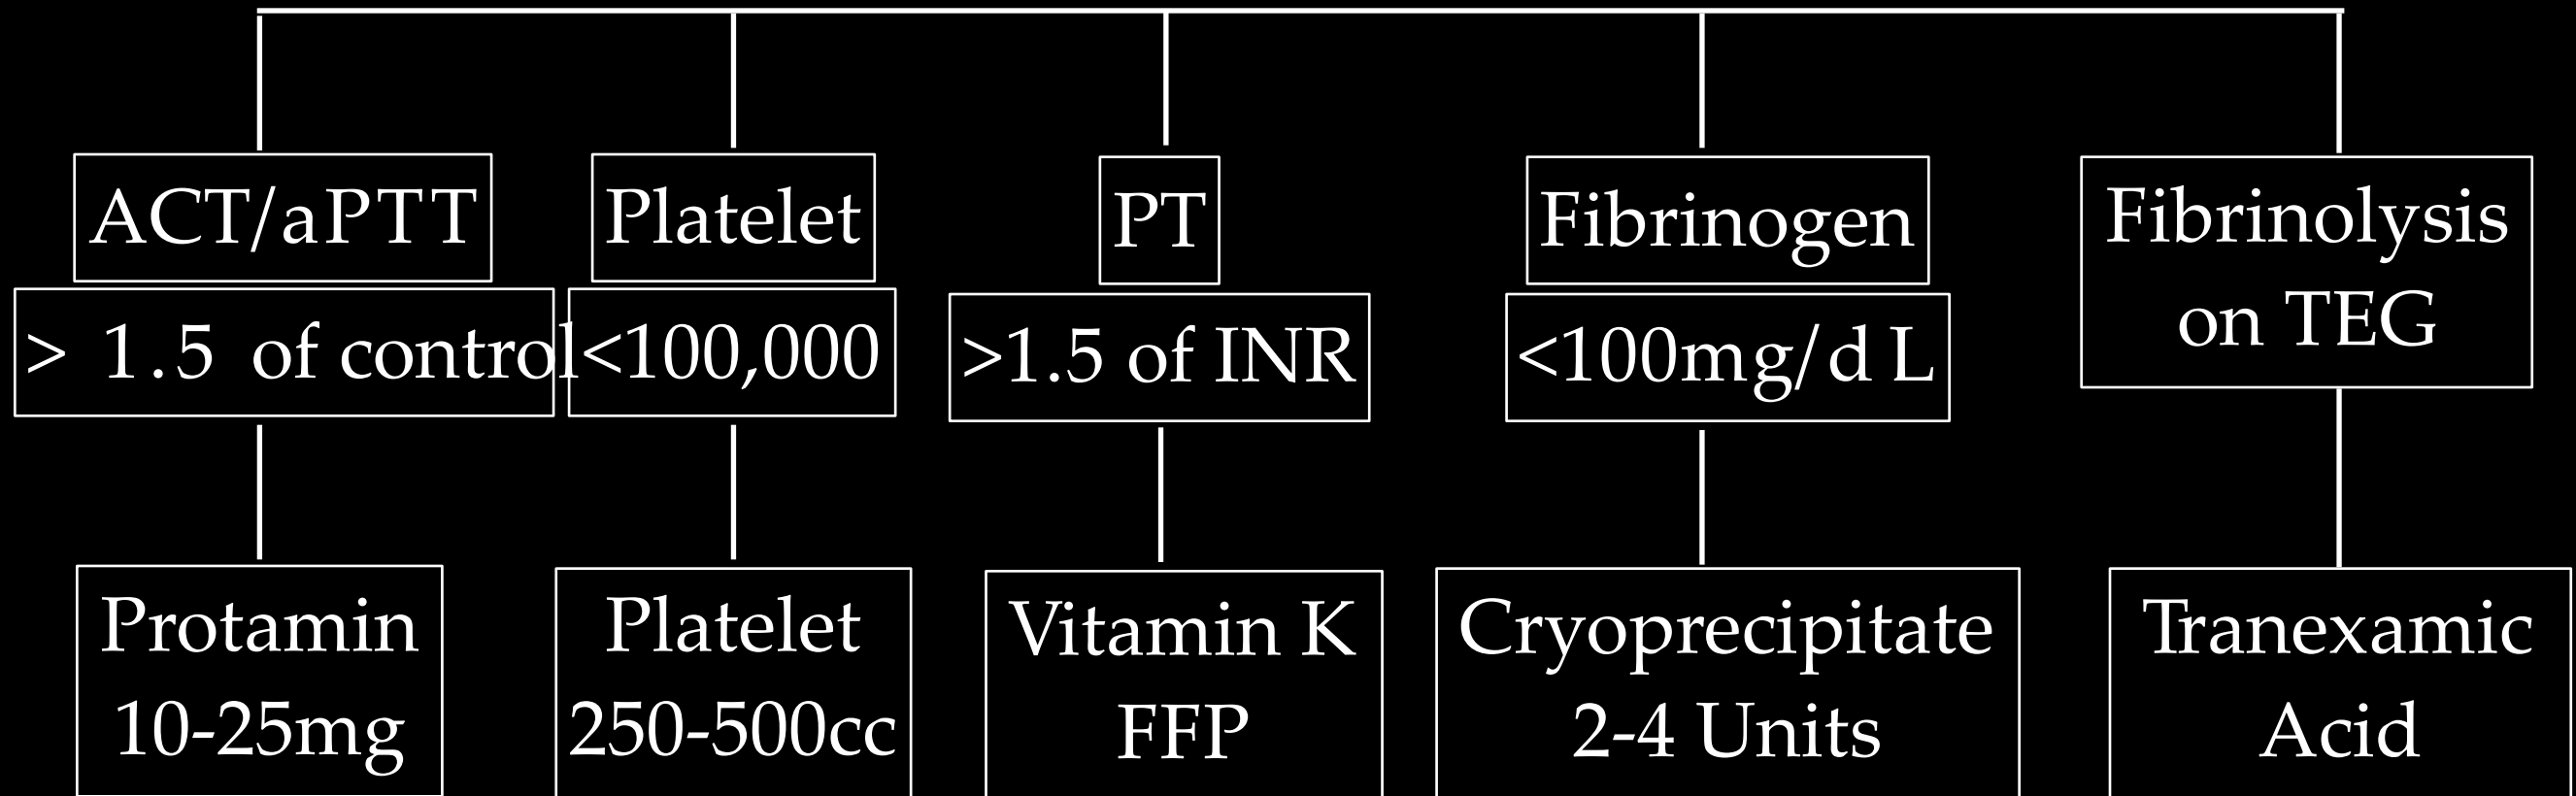 ACT/aPTT
> 1.5 of control
Platelet
<100,000
PT
>1.5 of INR
Fibrinogen
<100mg/d L
Fibrinolysis
on TEG
Protamin
10-25mg
Platelet
250-500cc
Vitamin K
FFP
Cryoprecipitate
2-4 Units
Tranexamic
Acid